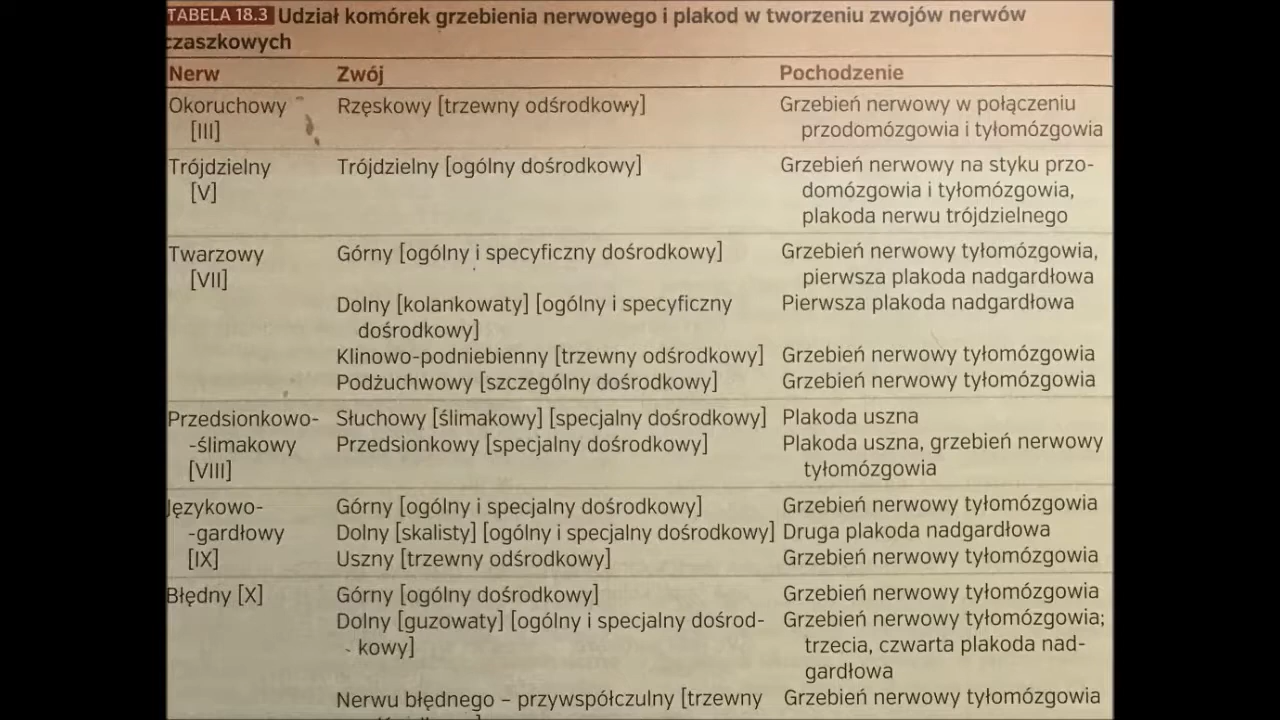 TABELA 18.3 Udział komórek grzebienia nerwowego i plakod w tworzeniu zwojów nerwów
czaszkowych
Nerw Zwój Pochodzenie
Okoruchowy Rzęskowy [trzewny odśrodkowy] Grzebień nerwowy w połączeniu
[III] przodomózgowia i tyłomózgowia
Trójdzielny Trójdzielny [ogólny dośrodkowy] Grzebień nerwowy na styku przo-
[V] domózgowia i tyłomózgowia,
plakoda nerwu trójdzielnego
Twarzowy Górny [ogólny i specyficzny dośrodkowy] Grzebień nerwowy tyłomózgowia,
[VII] pierwsza plakoda nadgardłowa
Dolny [kolankowaty] [ogólny i specyficzny Pierwsza plakoda nadgardłowa
dośrodkowy]
Klinowo-podniebienny [trzewny odśrodkowy] Grzebień nerwowy tyłomózgowia
Podżuchwowy [szczególny dośrodkowy] Grzebień nerwowy tyłomózgowia
Przedsionkowo- Słuchowy [ślimakowy] [specjalny dośrodkowy] Plakoda uszna
-ślimakowy Przedsionkowy [specjalny dośrodkowy] Plakoda uszna, grzebień nerwowy
[VIII] tyłomózgowia
Językowo- Górny [ogólny i specjalny dośrodkowy] Grzebień nerwowy tyłomózgowia
-gardłowy Dolny [skalisty] [ogólny i specjalny dośrodkowy] Druga plakoda nadgardłowa
[IX] Uszny [trzewny odśrodkowy] Grzebień nerwowy tyłomózgowia
Błędny [X] Górny [ogólny dośrodkowy] Grzebień nerwowy tyłomózgowia
Dolny [guzowaty] [ogólny i specjalny dośrod- Grzebień nerwowy tyłomózgowia;
kowy] trzecia, czwarta plakoda nad-
gardłowa
Nerwu błędnego – przywspółczulny [trzewny Grzebień nerwowy tyłomózgowia